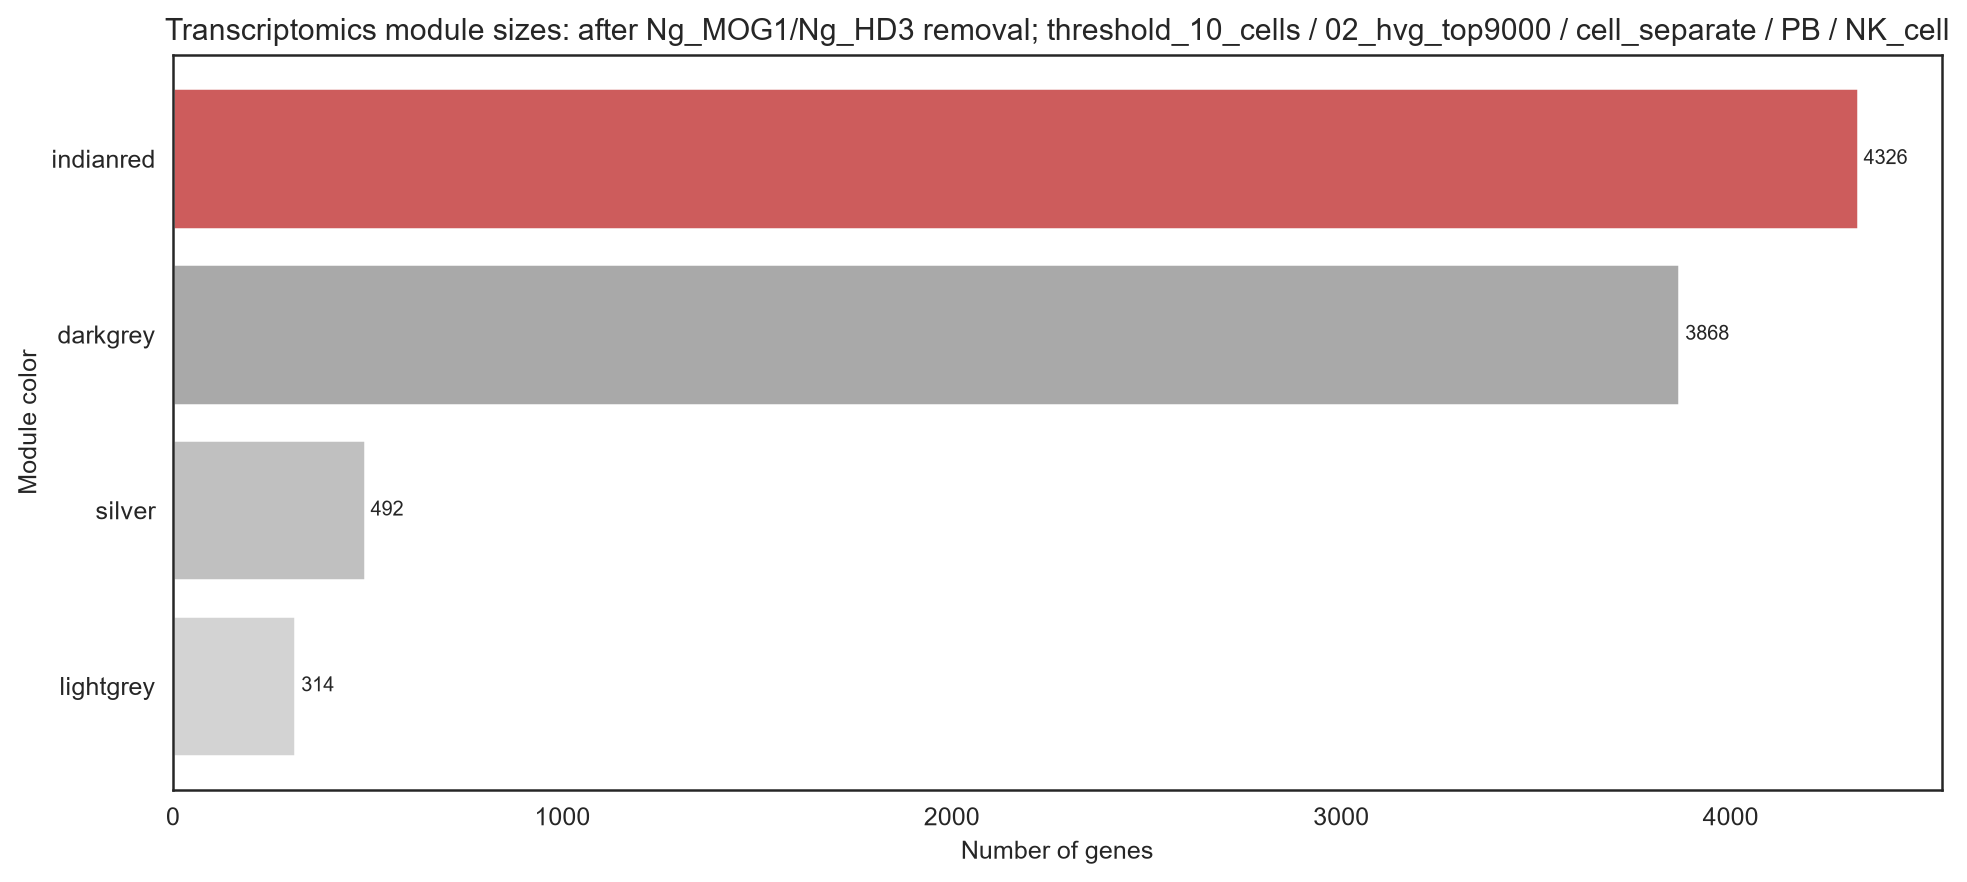 Transcriptomics module sizes: after Ng_MOG1/Ng_HD3 removal; threshold_10_cells / 02_hvg_top9000 / cell_separate / PB / NK_cell
Module color
indianred
4326
darkgrey
3868
silver
492
lightgrey
314
0 1000 2000 3000 4000
Number of genes